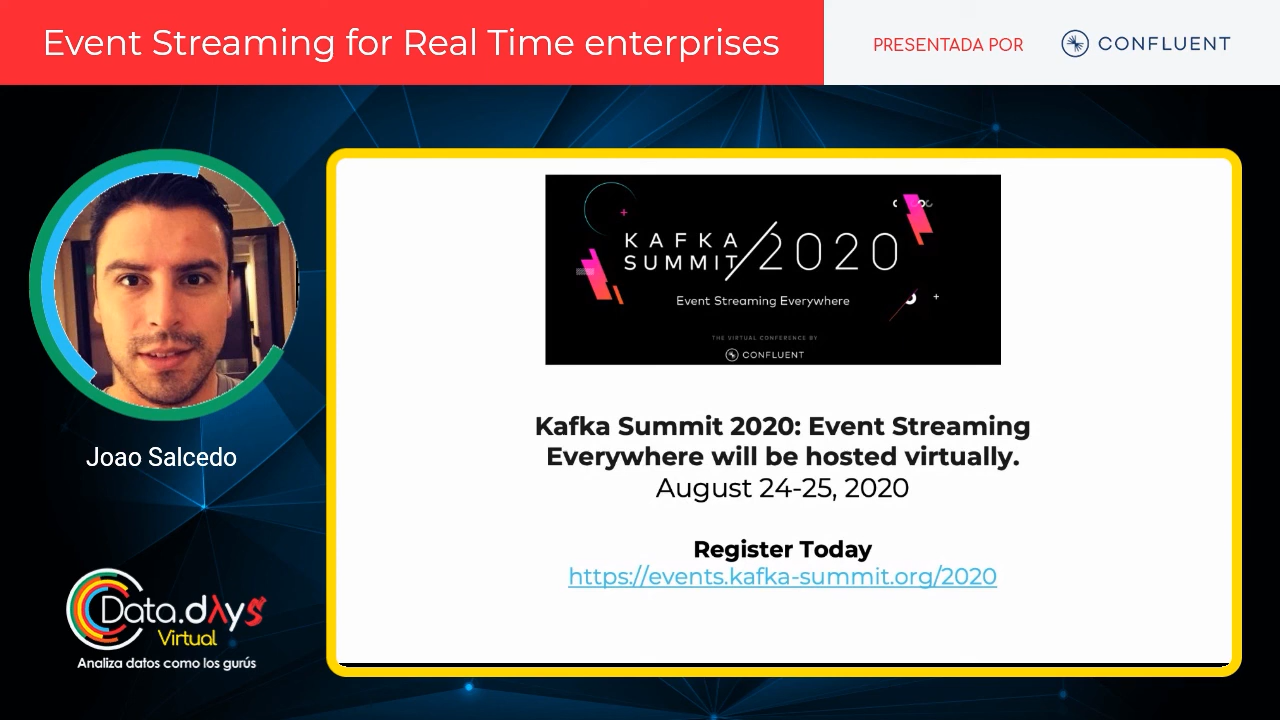 Event Streaming for Real Time enterprises
PRESENTADA POR
CONFLUENT
KAFKA
SUMMIT
2020
Event Streaming Everywhere
THE VIRTUAL CONFERENCE BY
CONFLUENT
Kafka Summit 2020: Event Streaming
Everywhere will be hosted virtually.
August 24-25, 2020
Register Today
https://events.kafka-summit.org/2020
Joao Salcedo
Data.dAyS
Virtual
Analiza datos como los gurús